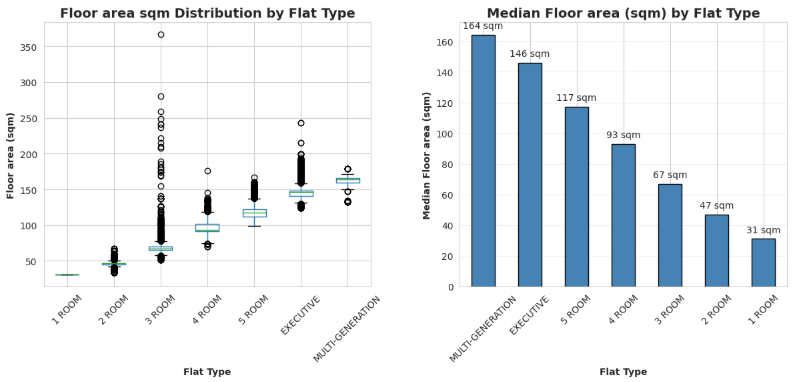 Floor area sqm Distribution by Flat Type
Floor area (sqm)
350
300
250
200
150
100
50
1 ROOM
2 ROOM
3 ROOM
4 ROOM
5 ROOM
EXECUTIVE
MULTI-GENERATION
Flat Type
Median Floor area (sqm) by Flat Type
Median Floor area (sqm)
160
140
120
100
80
60
40
20
0
164 sqm
146 sqm
117 sqm
93 sqm
67 sqm
47 sqm
31 sqm
MULTI-GENERATION
EXECUTIVE
5 ROOM
4 ROOM
3 ROOM
2 ROOM
1 ROOM
Flat Type